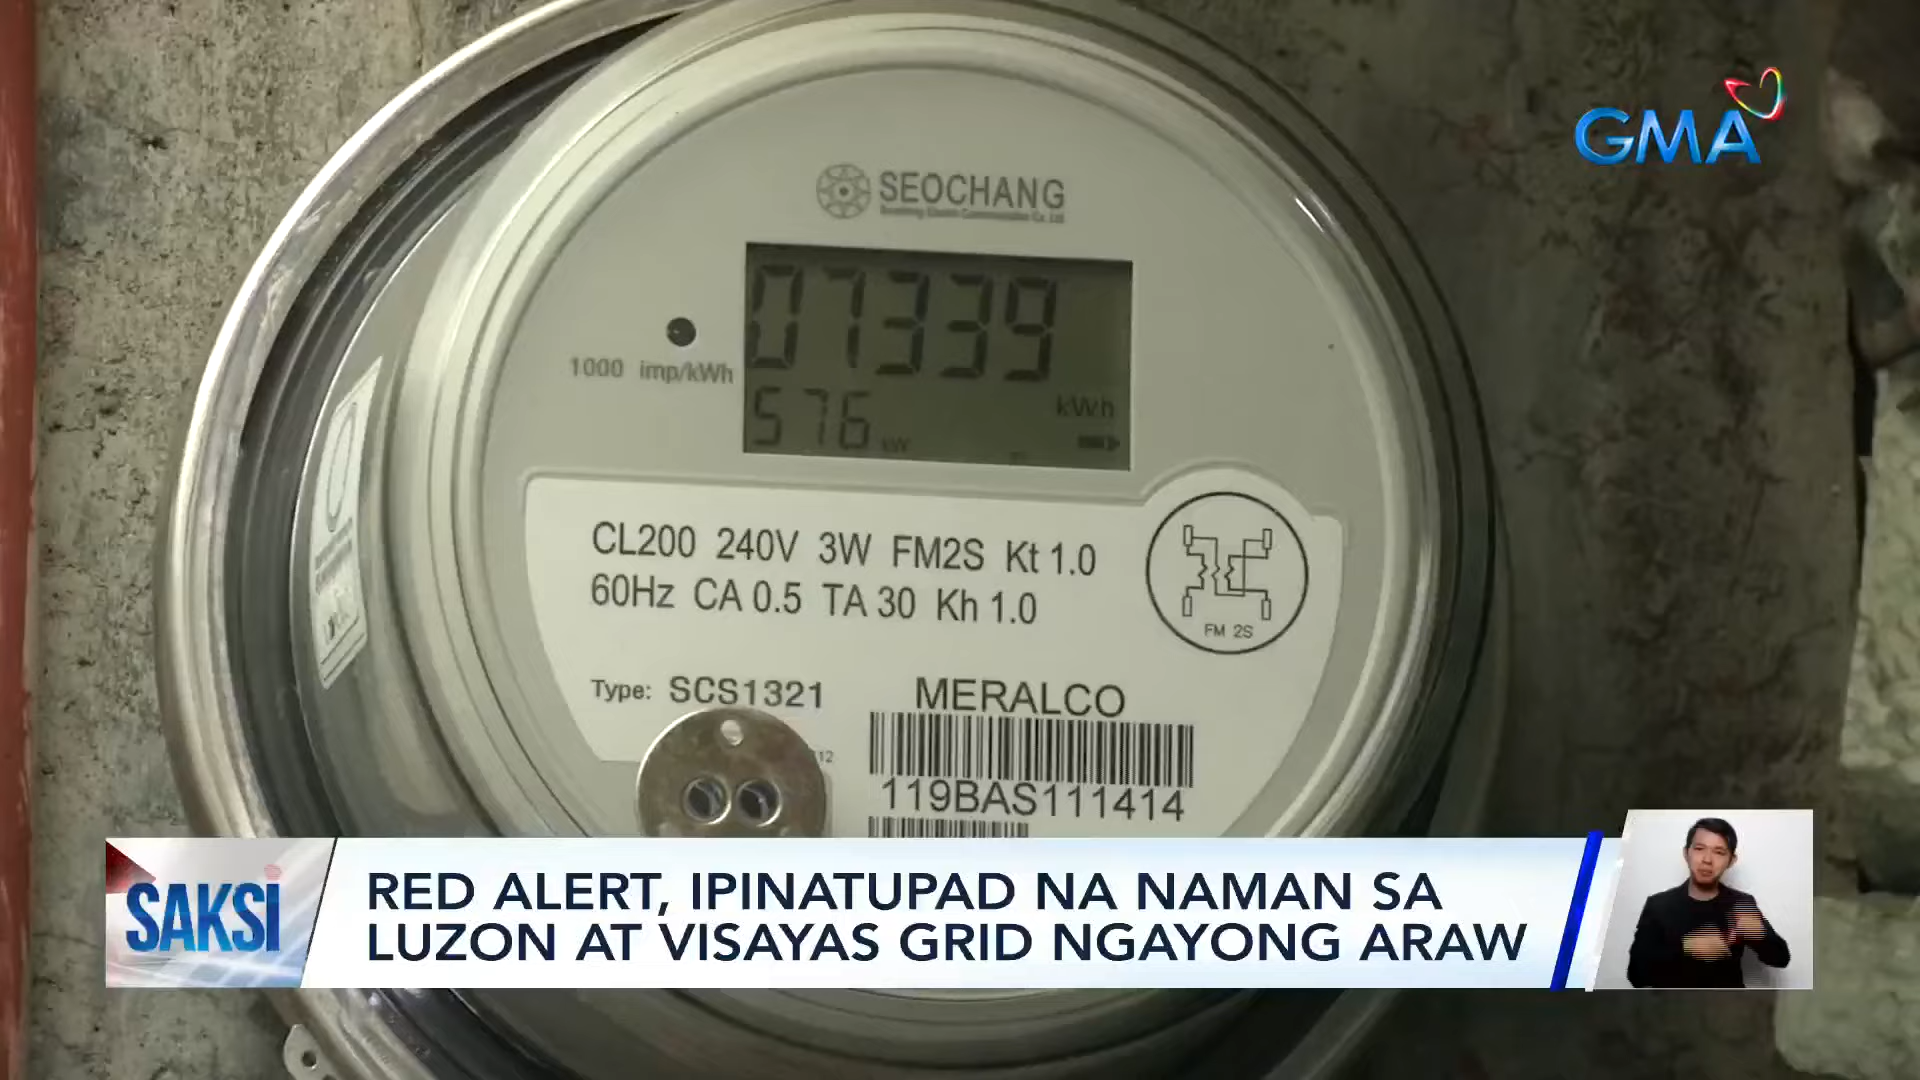 GMA
SEOCHANG
07339
1000 imp/kWh
576 kW
kWh
CL200 240V 3W FM2S Kt 1.0
60Hz CA 0.5 TA 30 Kh 1.0
FM 2S
Type: SCS1321
MERALCO
119BAS111414
SAKSI
RED ALERT, IPINATUPAD NA NAMAN SA
LUZON AT VISAYAS GRID NGAYONG ARAW